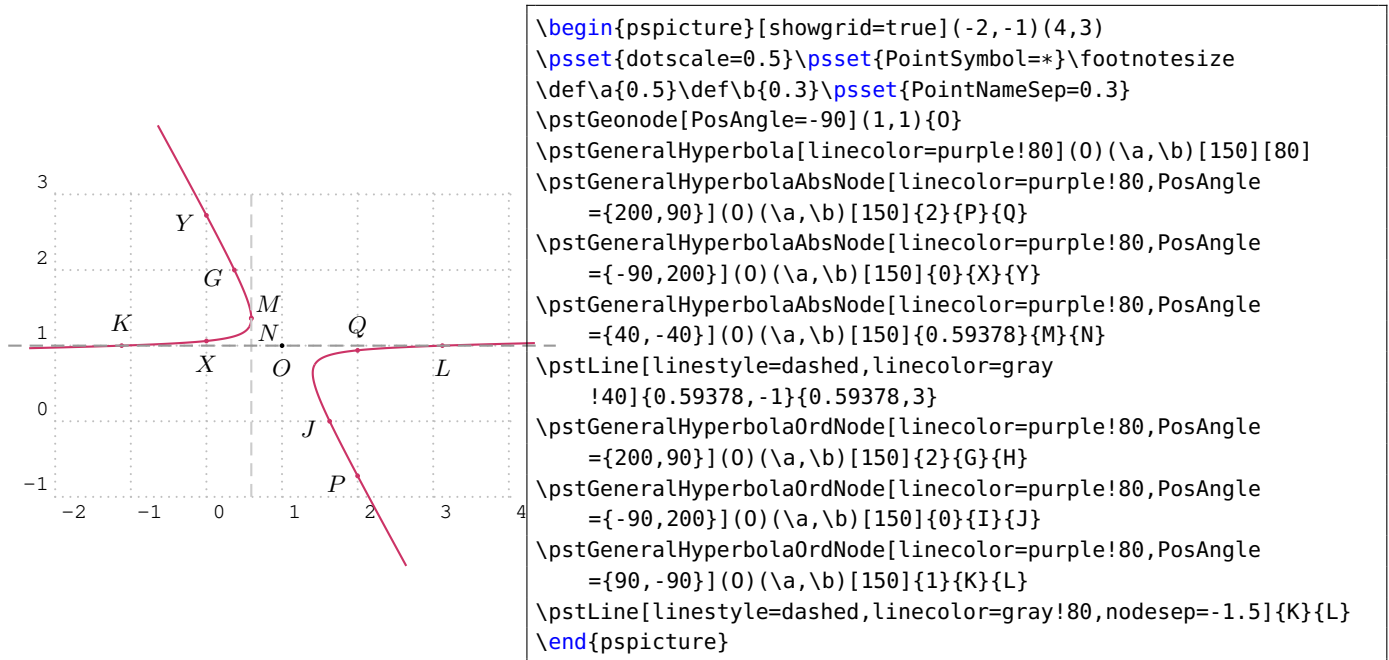 3
Y
2
G
M
K
N
Q
1
X
O
L
0
J
P
−1
−2 −1 0 1 2 3 4
\begin{pspicture}[showgrid=true](-2,-1)(4,3)
\psset{dotscale=0.5}\psset{PointSymbol=*}\footnotesize
\def\a{0.5}\def\b{0.3}\psset{PointNameSep=0.3}
\pstGeonode[PosAngle=-90](1,1){O}
\pstGeneralHyperbola[linecolor=purple!80](O)(\a,\b)[150][80]
\pstGeneralHyperbolaAbsNode[linecolor=purple!80,PosAngle
={200,90}](O)(\a,\b)[150]{2}{P}{Q}
\pstGeneralHyperbolaAbsNode[linecolor=purple!80,PosAngle
={-90,200}](O)(\a,\b)[150]{0}{X}{Y}
\pstGeneralHyperbolaAbsNode[linecolor=purple!80,PosAngle
={40,-40}](O)(\a,\b)[150]{0.59378}{M}{N}
\pstLine[linestyle=dashed,linecolor=gray
!40]{0.59378,-1}{0.59378,3}
\pstGeneralHyperbolaOrdNode[linecolor=purple!80,PosAngle
={200,90}](O)(\a,\b)[150]{2}{G}{H}
\pstGeneralHyperbolaOrdNode[linecolor=purple!80,PosAngle
={-90,200}](O)(\a,\b)[150]{0}{I}{J}
\pstGeneralHyperbolaOrdNode[linecolor=purple!80,PosAngle
={90,-90}](O)(\a,\b)[150]{1}{K}{L}
\pstLine[linestyle=dashed,linecolor=gray!80,nodesep=-1.5]{K}{L}
\end{pspicture}